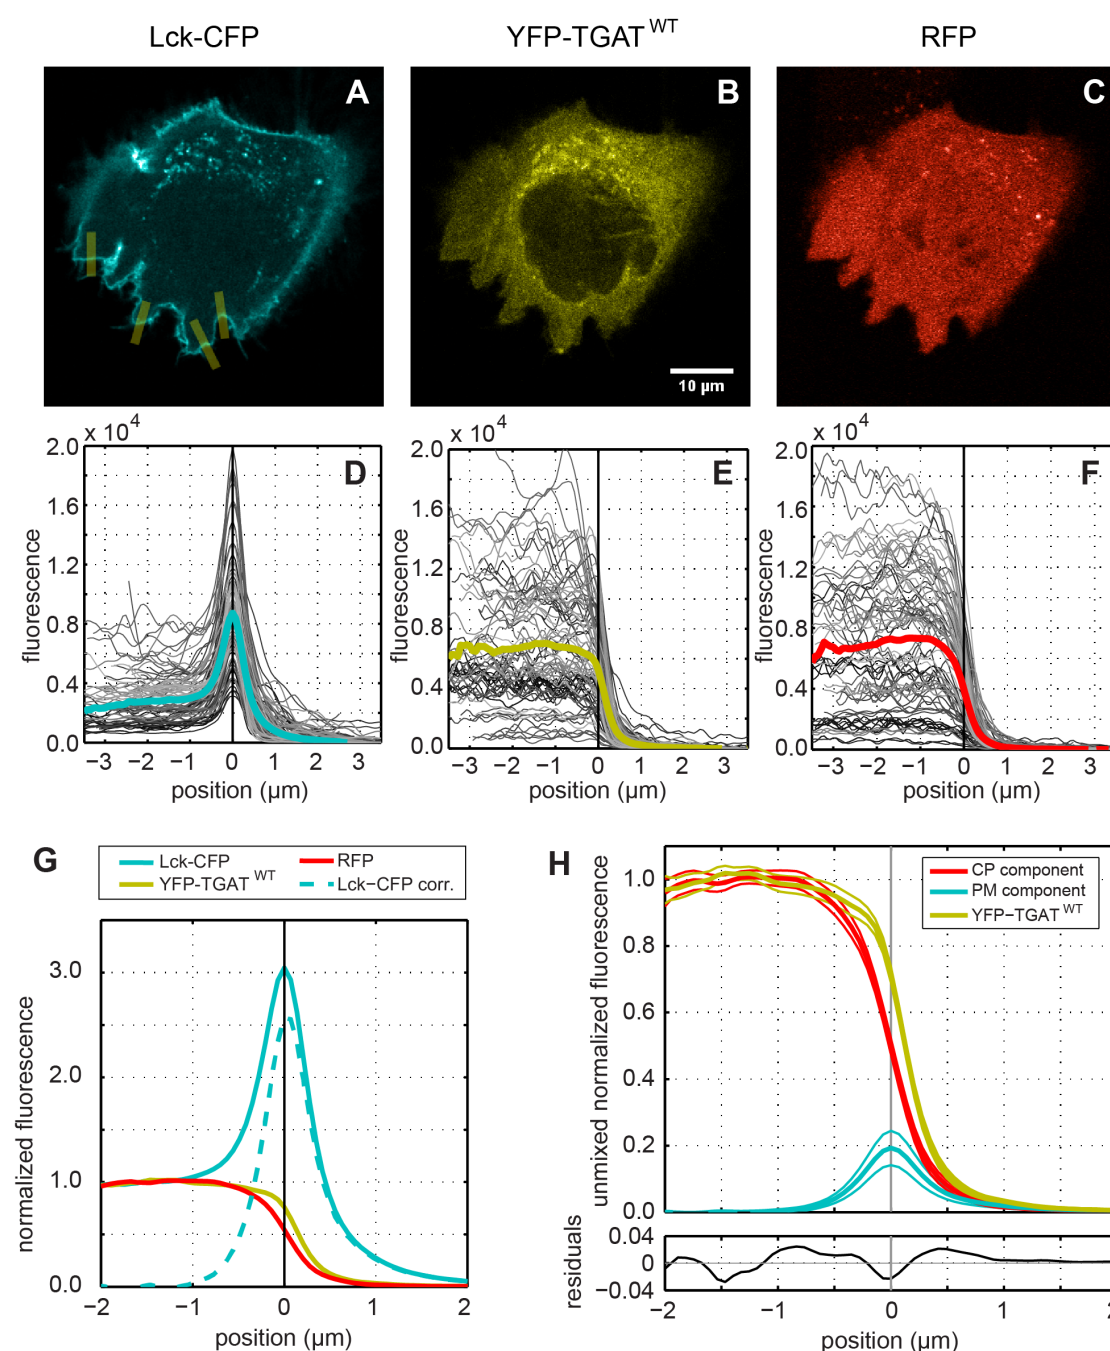 Lck-CFP YFP-TGAT WT RFP
A B C
10 µm
x 10 4 x 10 4 x 10 4
D E F
2.0 1.6 1.2 0.8 0.4 0.0
fluorescence
−3 −2 −1 0 1 2 3
position (µm)
2.0 1.6 1.2 0.8 0.4 0
fluorescence
−3 −2 −1 0 1 2 3
position (µm)
2.0 1.6 1.2 0.8 0.4 0.0
fluorescence
−3 −2 −1 0 1 2 3
position (µm)
G
Lck-CFP RFP
YFP-TGAT WT Lck−CFP corr.
3.0 2.0 1.0 0.0
normalized fluorescence
−2 −1 0 1 2
position (µm)
H
CP component
PM component
YFP−TGAT WT
1.0 0.8 0.6 0.4 0.2 0.0
unmixed normalized fluorescence
0.04 0 −0.04
residuals
−2 −1 0 1 2
position (µm)